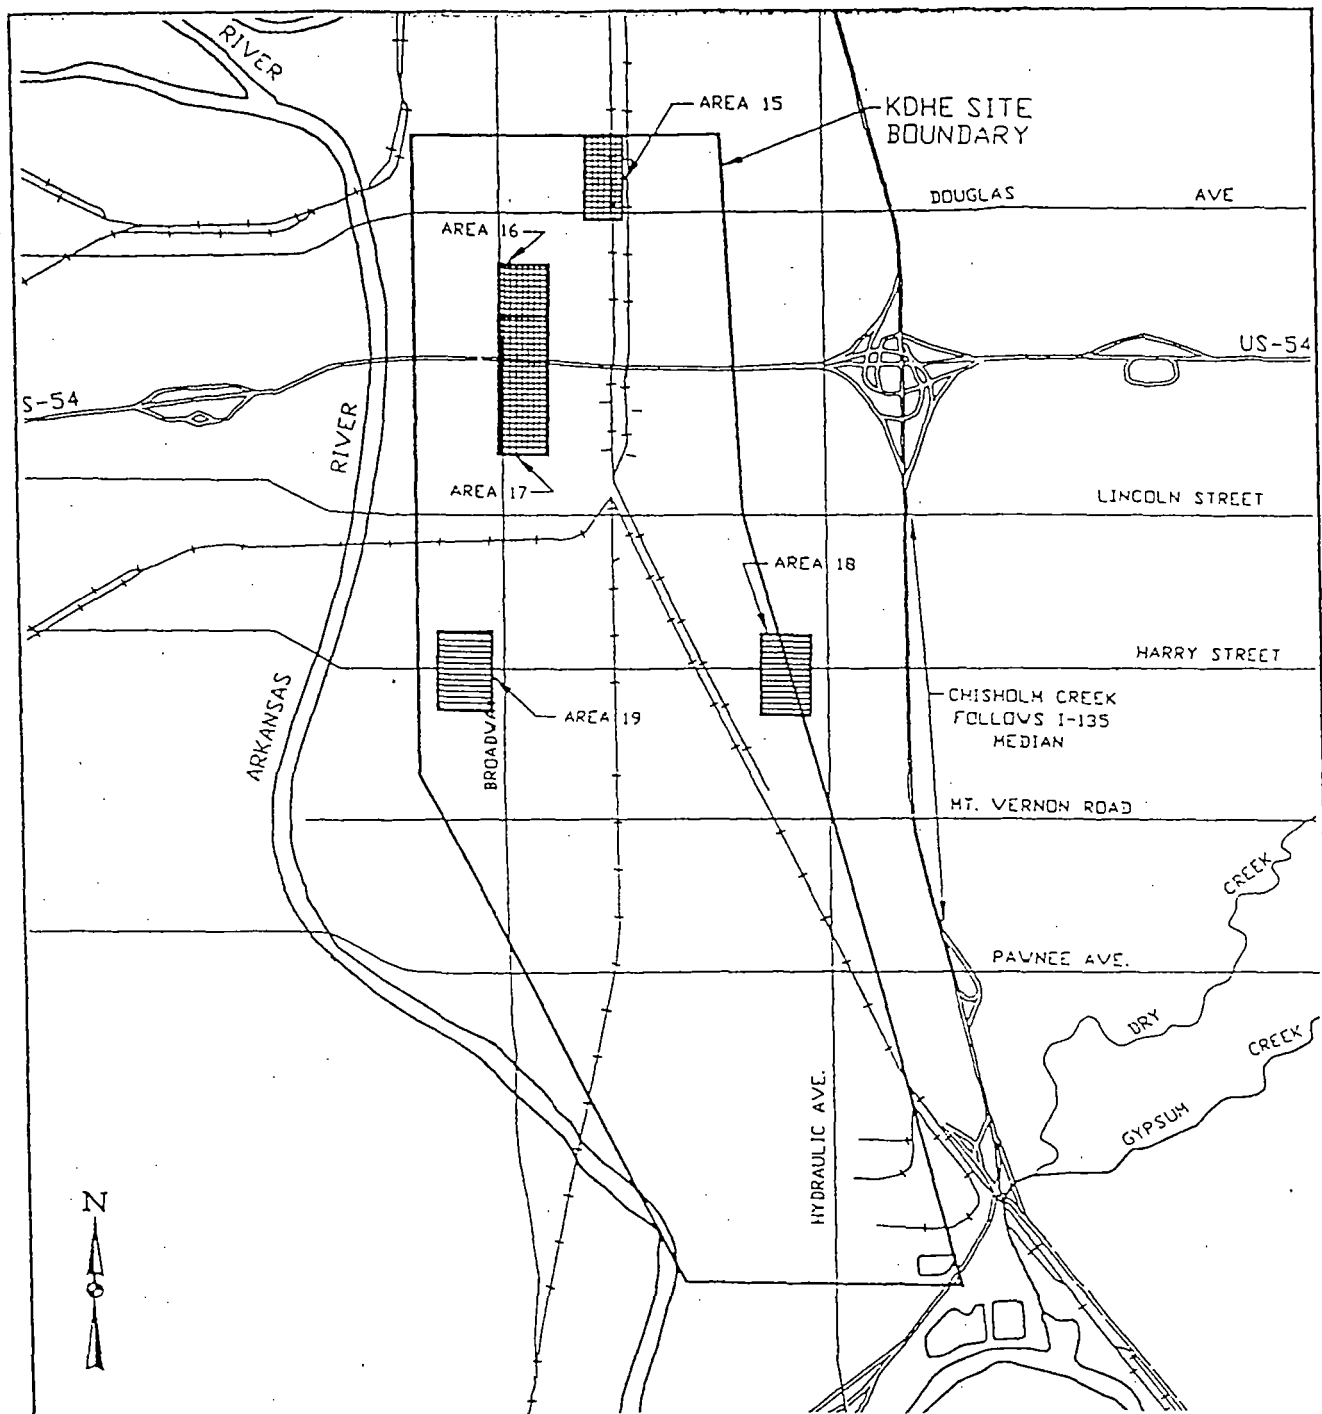 RIVER
AREA 15
KDHE SITE
BOUNDARY
DOUGLAS AVE
AREA 16
US-54
S-54
RIVER
AREA 17
LINCOLN STREET
AREA 18
HARRY STREET
ARKANSAS
BROADWA
AREA 19
CHISHOLM CREEK
FOLLOWS I-135
MEDIAN
MT. VERNON ROAD
CREEK
PAWNEE AVE.
DRY
CREEK
GYPSUM
HYDRAULIC AVE.
N